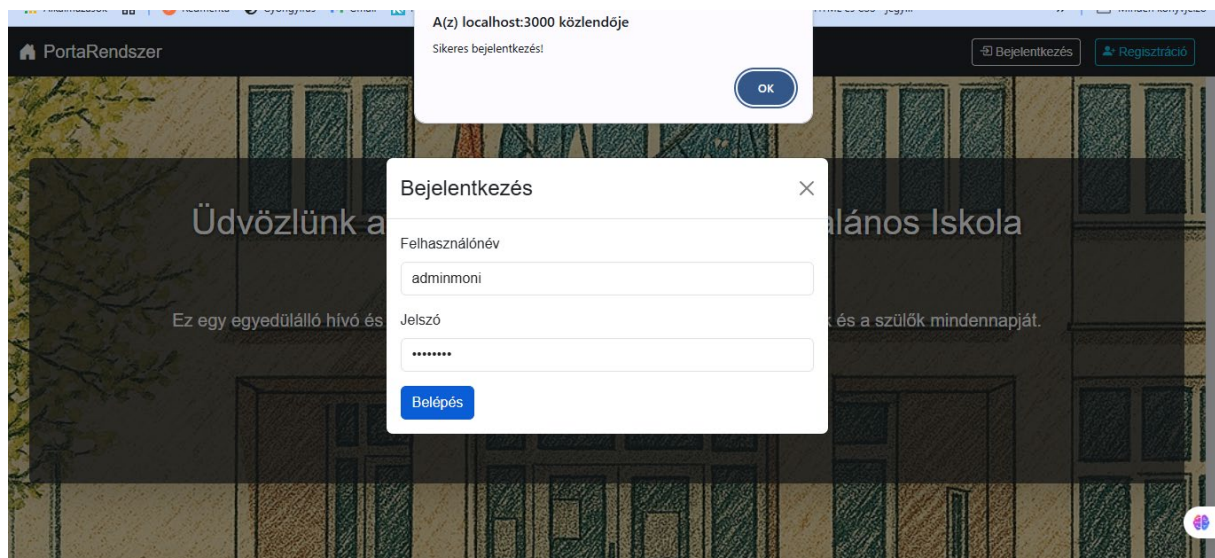 A(z) localhost:3000 közlendője
Sikeres bejelentkezés!
OK
PortaRendszer
Bejelentkezés
Regisztráció
Bejelentkezés
Üdvözlünk a
alános Iskola
Felhasználónév
adminmoni
Ez egy egyedülálló hívó és
és a szülők mindennapját.
Jelszó
••••••••
Belépés